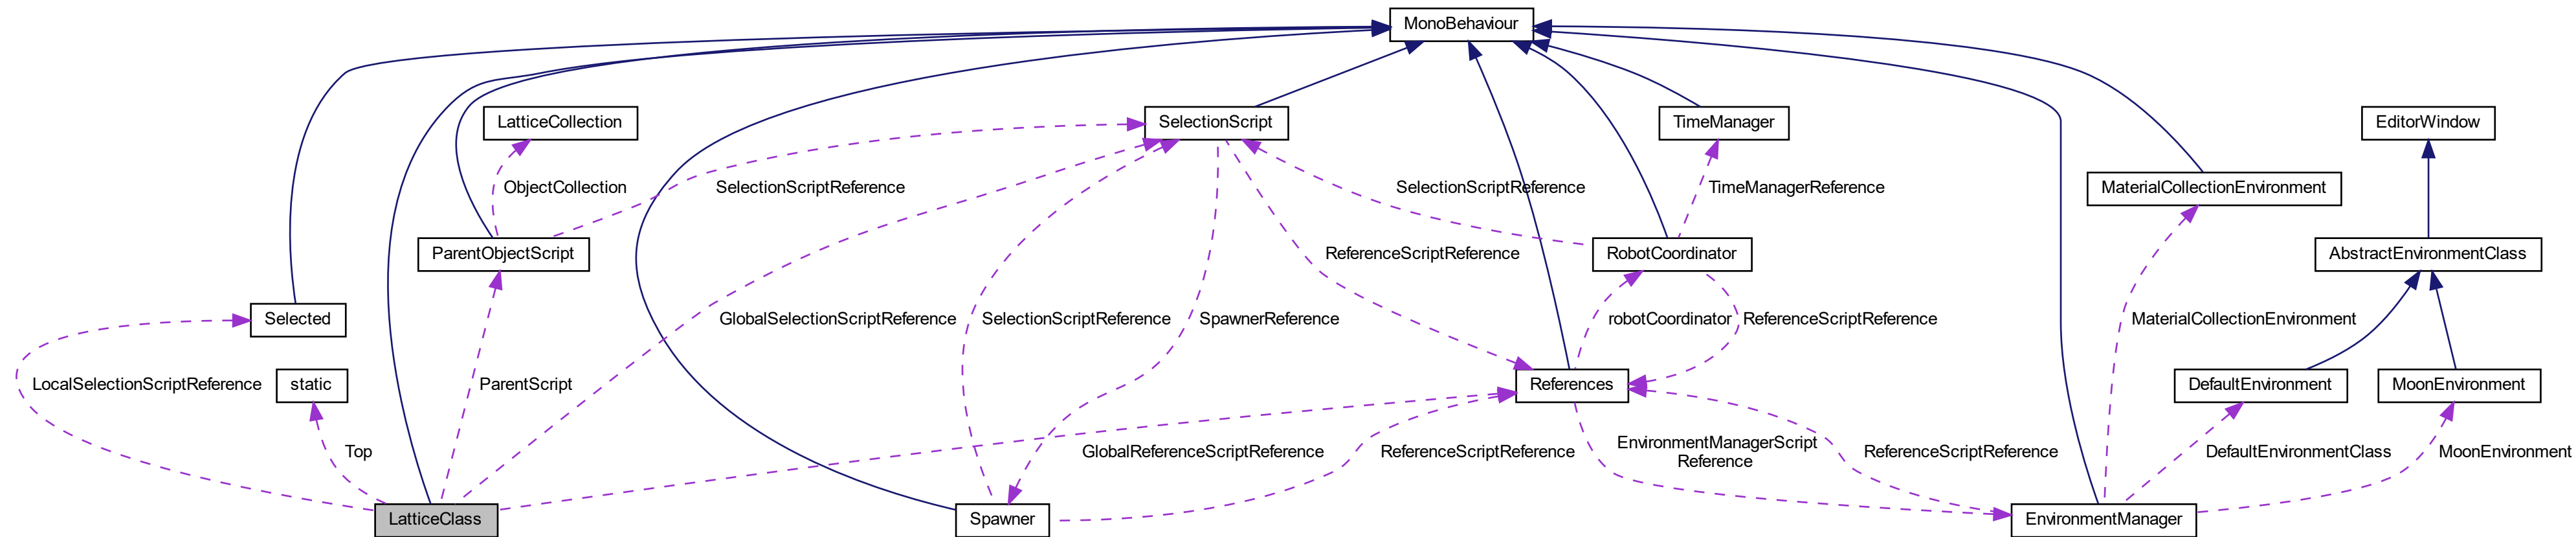 MonoBehaviour
LatticeCollection
SelectionScript
TimeManager
EditorWindow
ObjectCollection
SelectionScriptReference
SelectionScriptReference
TimeManagerReference
MaterialCollectionEnvironment
ParentObjectScript
ReferenceScriptReference
RobotCoordinator
AbstractEnvironmentClass
Selected
GlobalSelectionScriptReference
SelectionScriptReference
SpawnerReference
robotCoordinator
ReferenceScriptReference
MaterialCollectionEnvironment
LocalSelectionScriptReference
static
ParentScript
References
DefaultEnvironment
MoonEnvironment
Top
GlobalReferenceScriptReference
ReferenceScriptReference
EnvironmentManagerScript
Reference
ReferenceScriptReference
DefaultEnvironmentClass
MoonEnvironment
LatticeClass
Spawner
EnvironmentManager